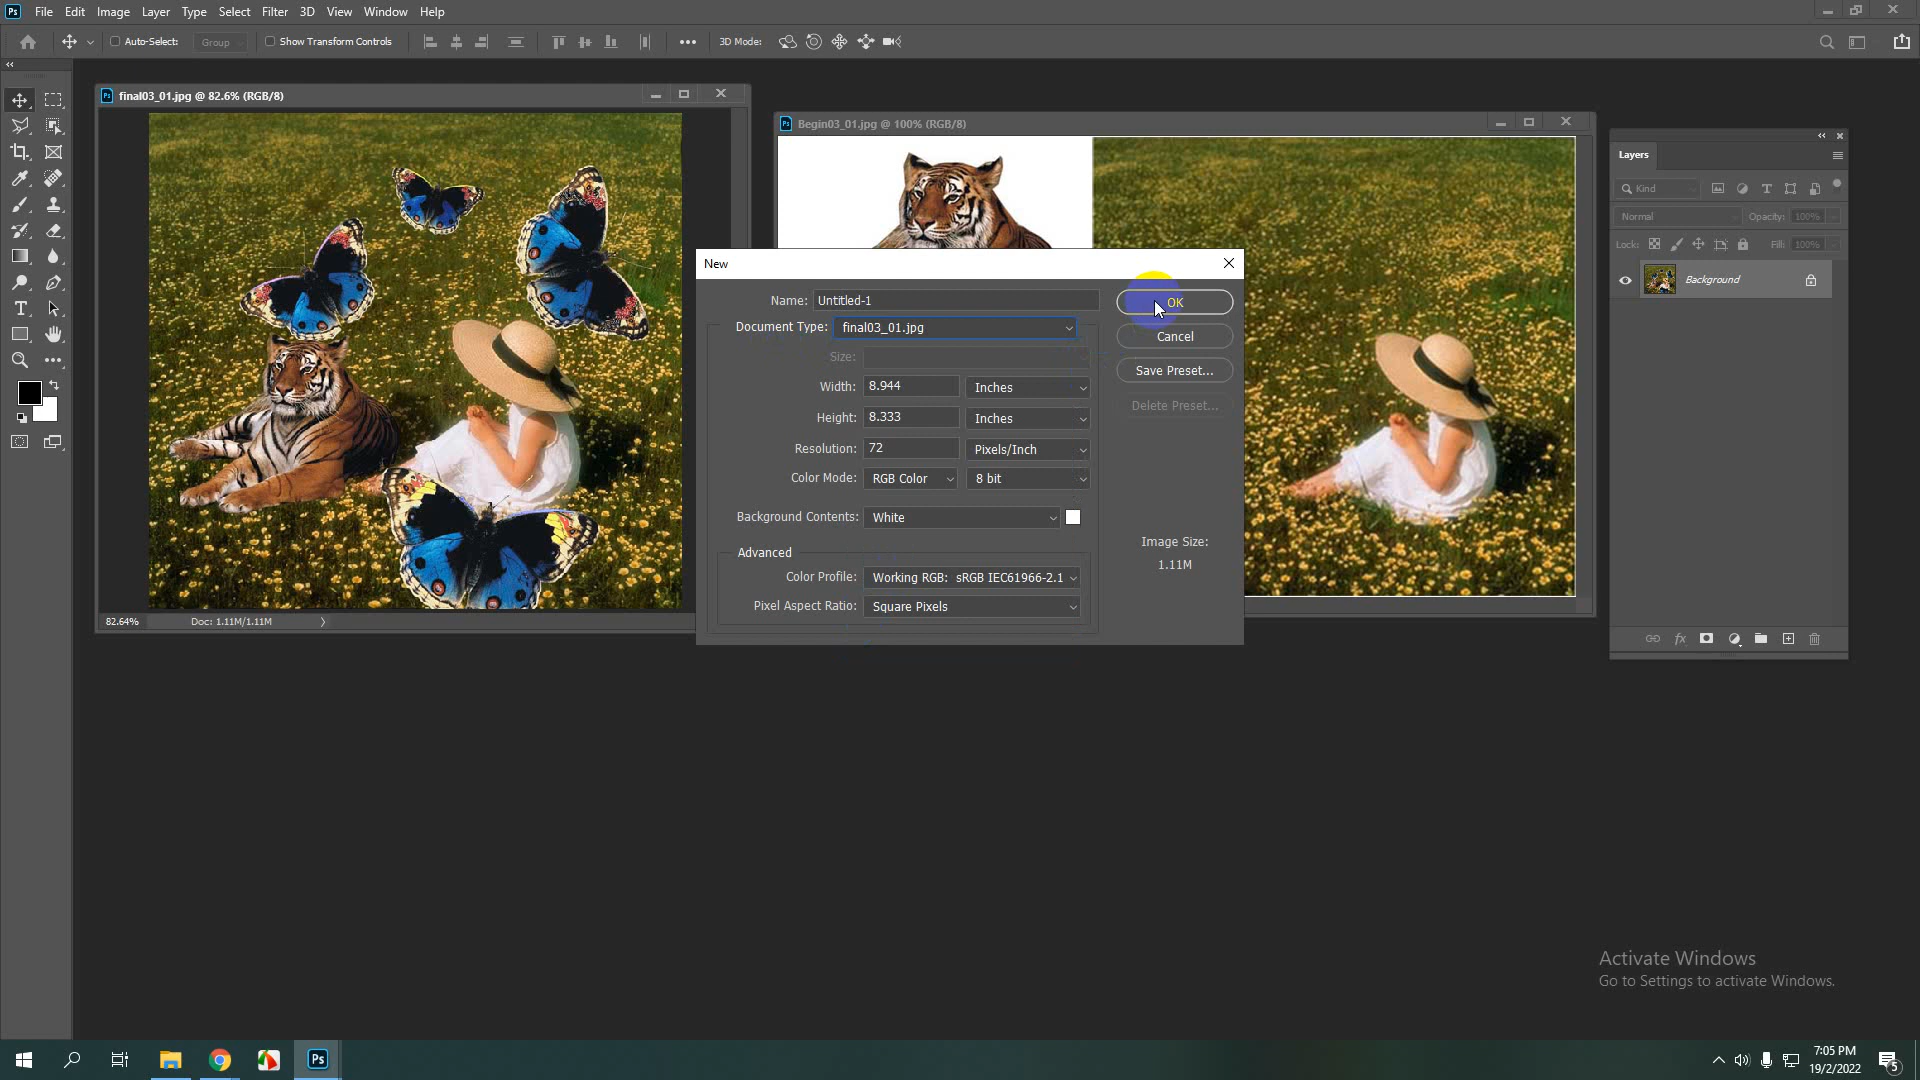 Ps File Edit Image Layer Type Select Filter 3D View Window Help
Auto-Select: Group Show Transform Controls 3D Mode:
final03_01.jpg @ 82.6% (RGB/8)
82.64% Doc: 1.11M/1.11M
Begin03_01.jpg @ 100% (RGB/8)
New
Name: Untitled-1
Document Type: final03_01.jpg
Size:
Width: 8.944 Inches
Height: 8.333 Inches
Resolution: 72 Pixels/Inch
Color Mode: RGB Color 8 bit
Background Contents: White
Advanced
Color Profile: Working RGB: sRGB IEC61966-2.1
Pixel Aspect Ratio: Square Pixels
OK
Cancel
Save Preset...
Delete Preset...
Image Size:
1.11M
Layers
Kind
Normal Opacity: 100%
Lock: Fill: 100%
Background
fx
Activate Windows
Go to Settings to activate Windows.
Ps
7:05 PM
19/2/2022
5